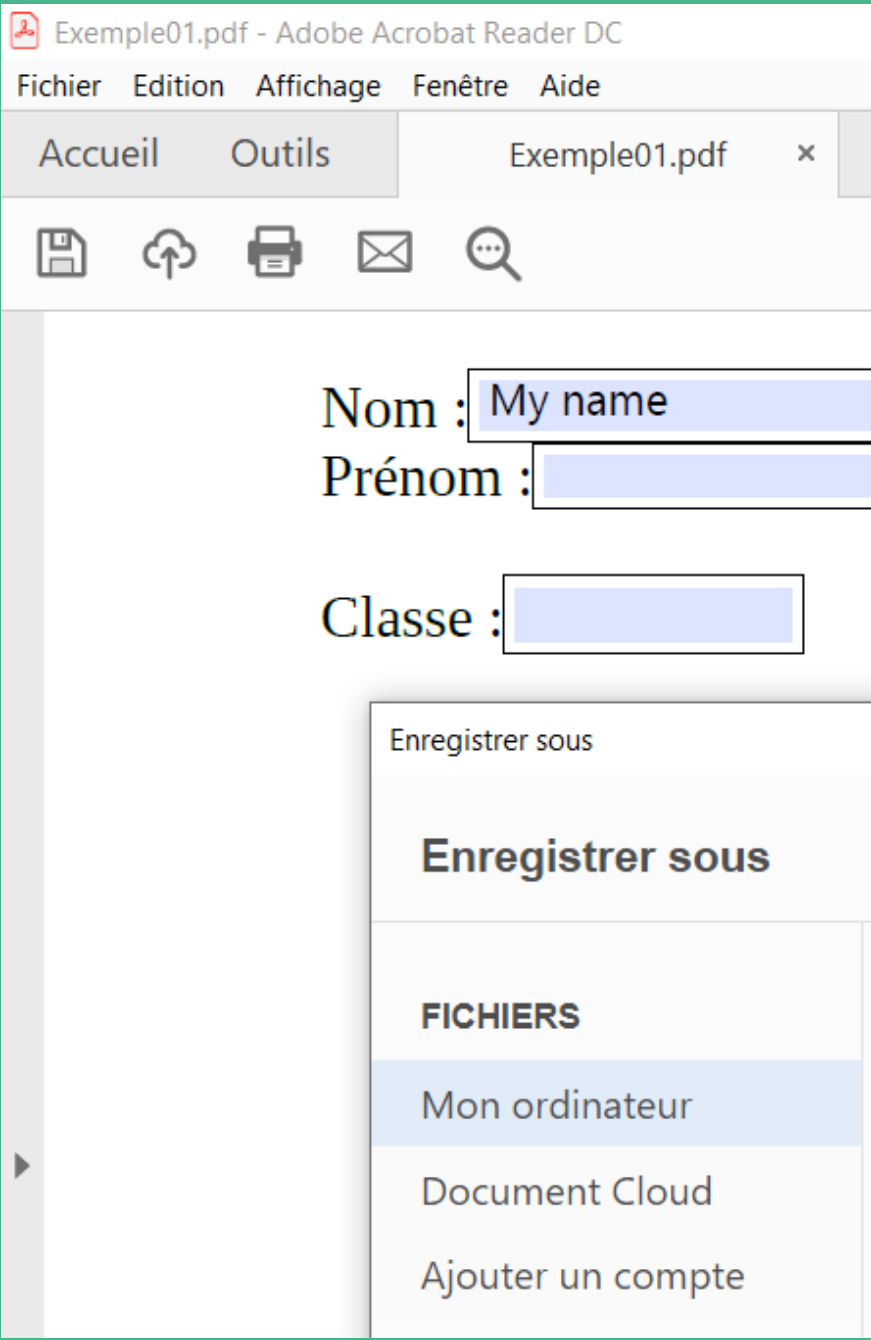 Exemple01.pdf - Adobe Acrobat Reader DC
Fichier Edition Affichage Fenêtre Aide
Accueil Outils Exemple01.pdf ×
Nom : My name
Prénom :
Classe :
Enregistrer sous
Enregistrer sous
FICHIERS
Mon ordinateur
Document Cloud
Ajouter un compte